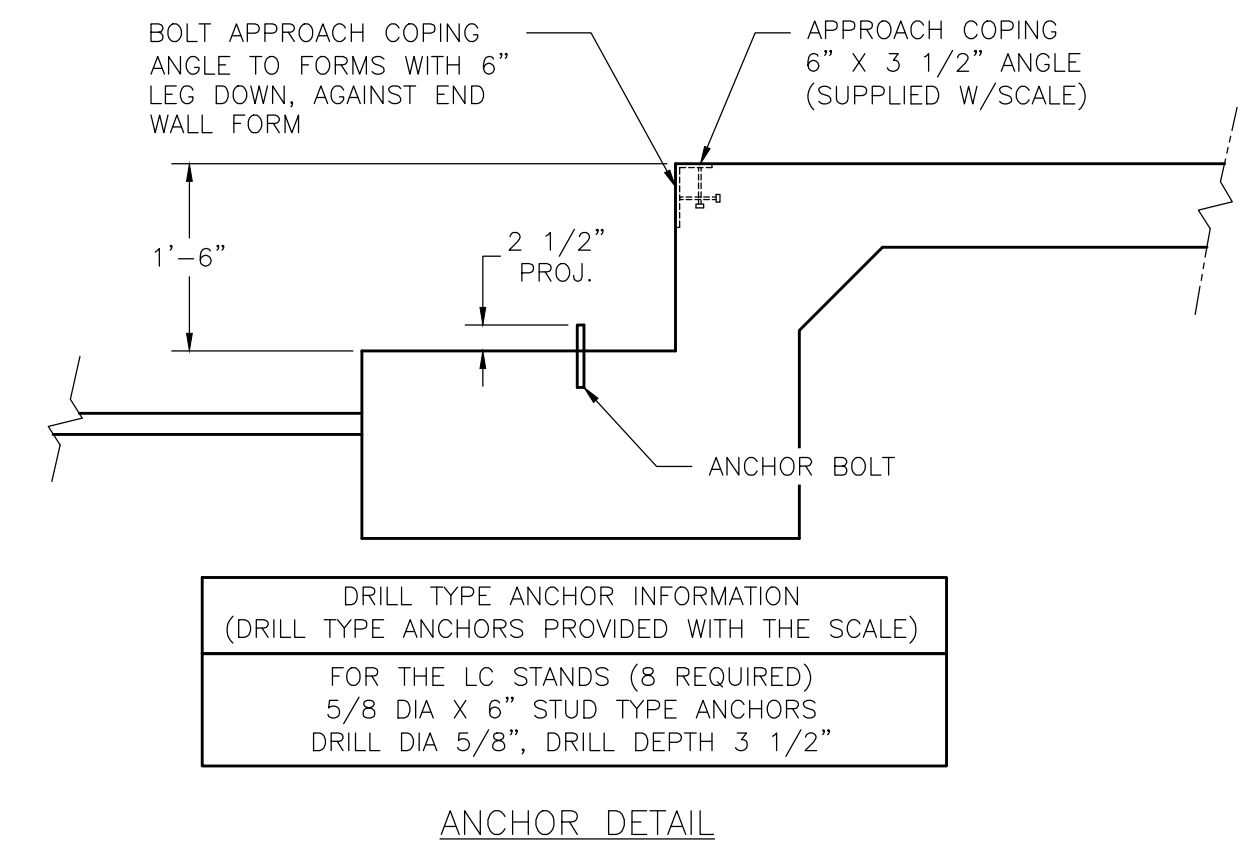 BOLT APPROACH COPING
ANGLE TO FORMS WITH 6”
LEG DOWN, AGAINST END
WALL FORM
APPROACH COPING
6” X 3 1/2” ANGLE
(SUPPLIED W/SCALE)
1'-6”
2 1/2”
PROJ.
ANCHOR BOLT
DRILL TYPE ANCHOR INFORMATION
(DRILL TYPE ANCHORS PROVIDED WITH THE SCALE)
FOR THE LC STANDS (8 REQUIRED)
5/8 DIA X 6” STUD TYPE ANCHORS
DRILL DIA 5/8”, DRILL DEPTH 3 1/2”
ANCHOR DETAIL